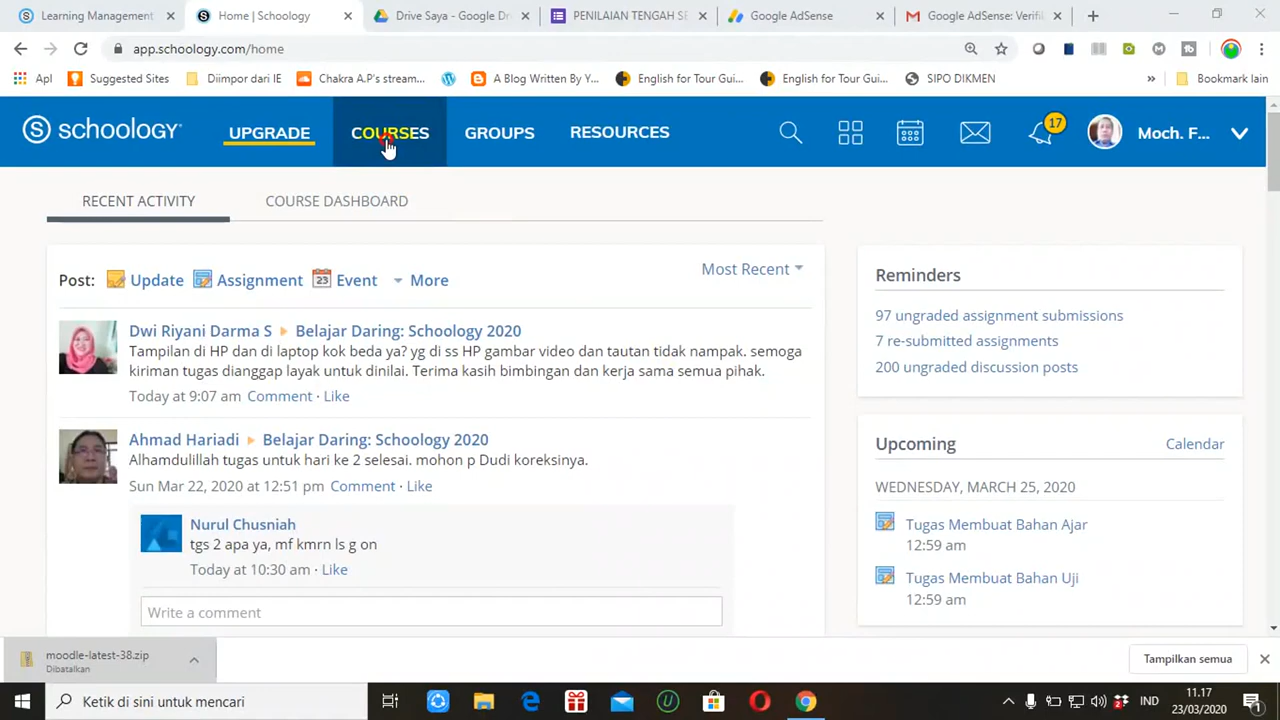 Learning Management
Home | Schoology
Drive Saya - Google Dr
PENILAIAN TENGAH SE
Google AdSense
Google AdSense: Verifi
app.schoology.com/home
Apl
Suggested Sites
Diimpor dari IE
Chakra A.P's stream...
A Blog Written By Y...
English for Tour Gui...
English for Tour Gui...
SIPO DIKMEN
»
Bookmark lain
S schoology
UPGRADE
COURSES
GROUPS
RESOURCES
17
Moch. F...
RECENT ACTIVITY
COURSE DASHBOARD
Post:
Update
Assignment
23
Event
More
Most Recent
Dwi Riyani Darma S
Belajar Daring: Schoology 2020
Tampilan di HP dan di laptop kok beda ya? yg di ss HP gambar video dan tautan tidak nampak. semoga
kiriman tugas dianggap layak untuk dinilai. Terima kasih bimbingan dan kerja sama semua pihak.
Today at 9:07 am Comment · Like
Ahmad Hariadi
Belajar Daring: Schoology 2020
Alhamdulillah tugas untuk hari ke 2 selesai. mohon p Dudi koreksinya.
Sun Mar 22, 2020 at 12:51 pm Comment · Like
Nurul Chusniah
tgs 2 apa ya, mf kmrn ls g on
Today at 10:30 am · Like
Write a comment
Reminders
97 ungraded assignment submissions
7 re-submitted assignments
200 ungraded discussion posts
Upcoming
Calendar
WEDNESDAY, MARCH 25, 2020
Tugas Membuat Bahan Ajar
12:59 am
Tugas Membuat Bahan Uji
12:59 am
moodle-latest-38.zip
Dibatalkan
Tampilkan semua
Ketik di sini untuk mencari
IND
11.17
23/03/2020
1